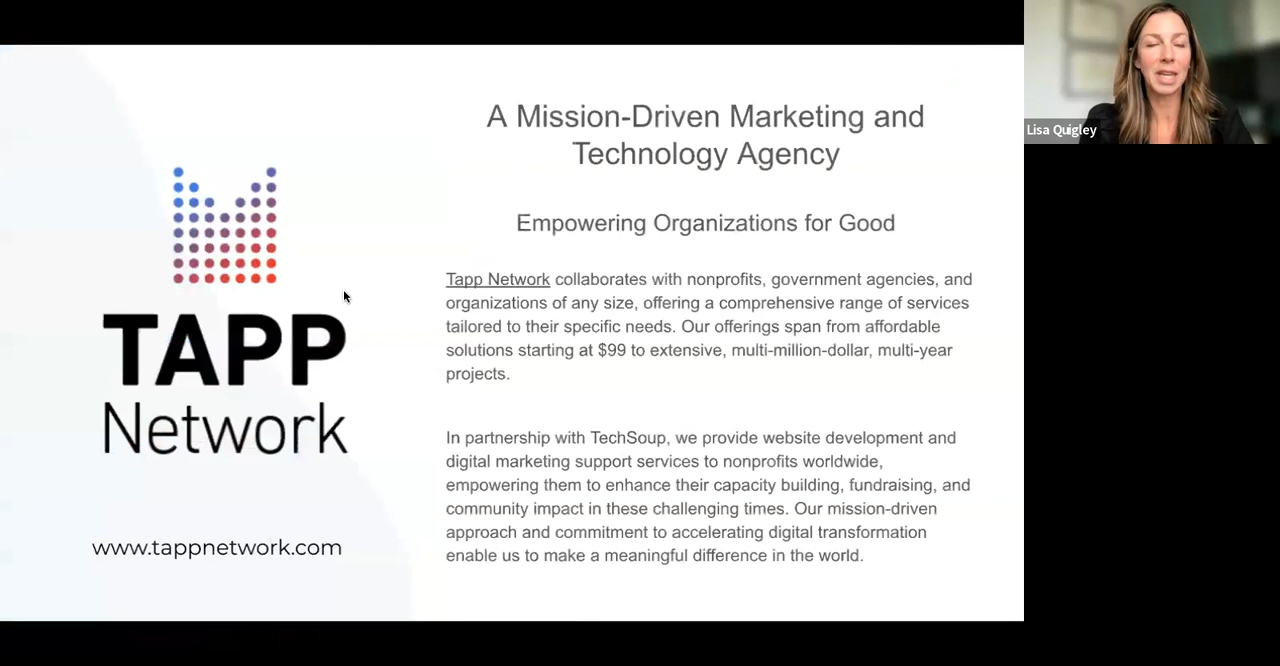 A Mission-Driven Marketing and
Technology Agency
Empowering Organizations for Good
Tapp Network collaborates with nonprofits, government agencies, and
organizations of any size, offering a comprehensive range of services
tailored to their specific needs. Our offerings span from affordable
solutions starting at $99 to extensive, multi-million-dollar, multi-year
projects.
In partnership with TechSoup, we provide website development and
digital marketing support services to nonprofits worldwide,
empowering them to enhance their capacity building, fundraising, and
community impact in these challenging times. Our mission-driven
approach and commitment to accelerating digital transformation
enable us to make a meaningful difference in the world.
TAPP
Network
www.tappnetwork.com
Lisa Quigley